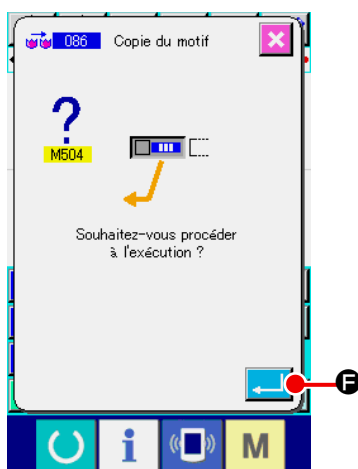 086 Copie du motif
?
M504
Souhaitez-vous procéder
à l'exécution ?
F
i
M